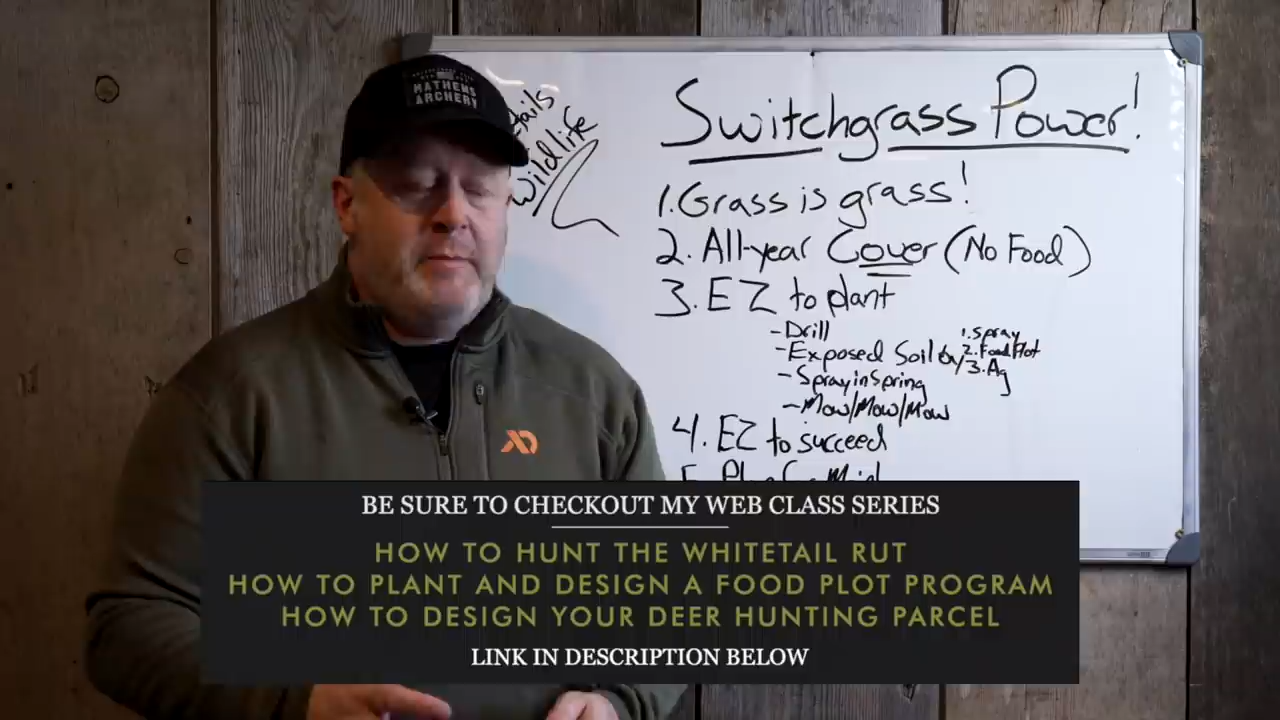 MATHEWS
ARCHERY
Wildlife
Switchgrass Power!
1. Grass is grass!
2. All-year Cover (No Food)
3. EZ to plant
-Drill
-Exposed Soil by
1. Spray
2. Food Plot
3. Ag
-Spray in Spring
-Mow/Mow/Mow
4. EZ to succeed
BE SURE TO CHECKOUT MY WEB CLASS SERIES
HOW TO HUNT THE WHITETAIL RUT
HOW TO PLANT AND DESIGN A FOOD PLOT PROGRAM
HOW TO DESIGN YOUR DEER HUNTING PARCEL
LINK IN DESCRIPTION BELOW